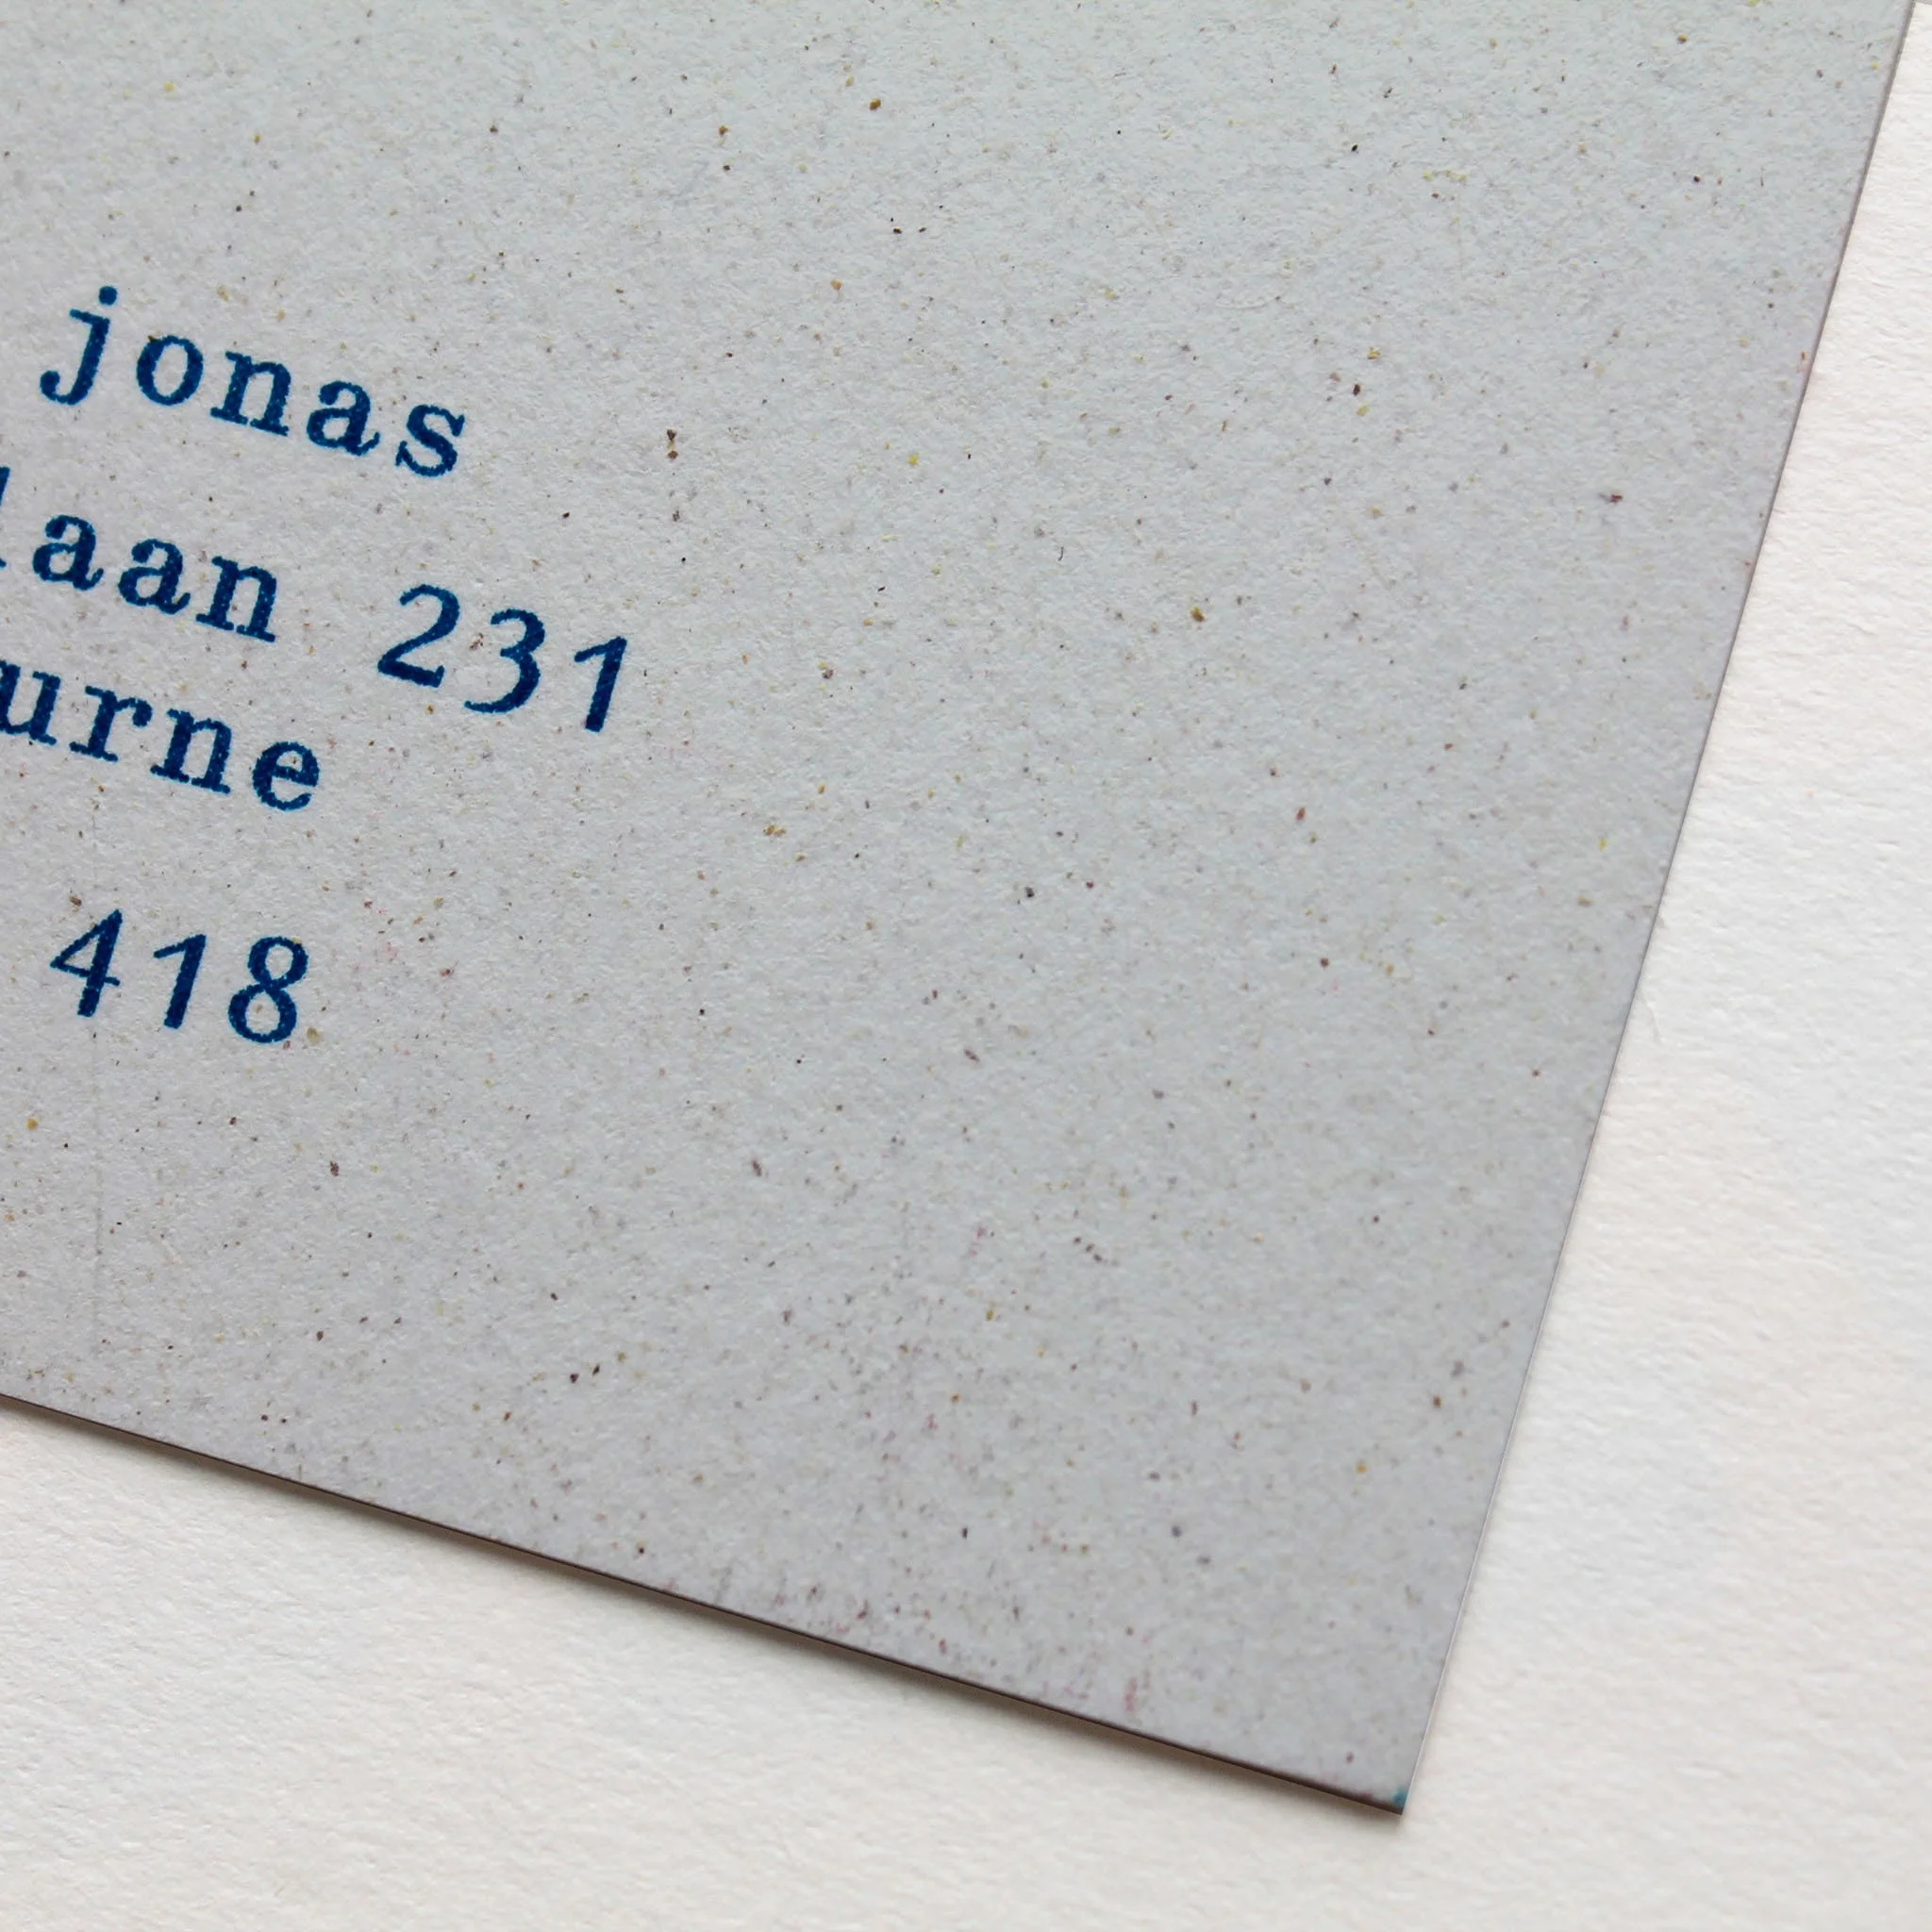 jonas
laan 231
urne
418